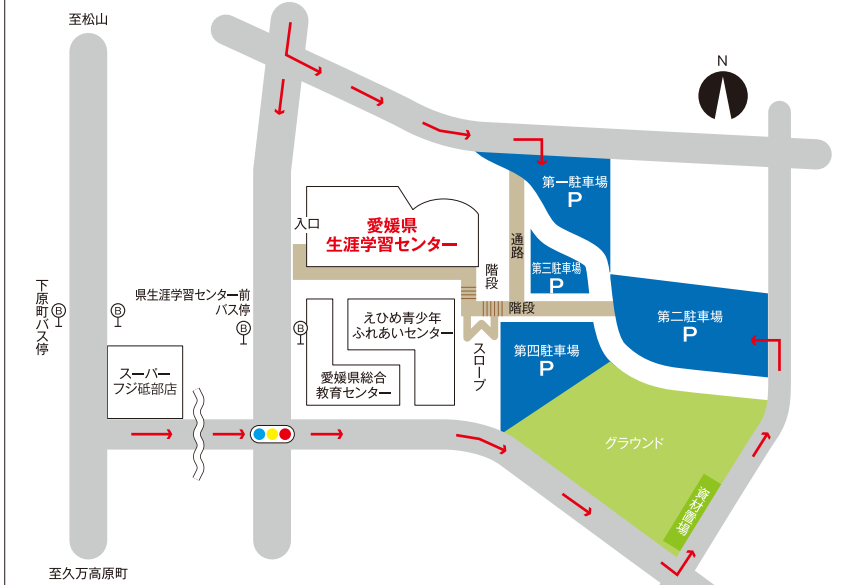 至松山
N
第一駐車場
P
入口
愛媛県
生涯学習センター
通路
第三駐車場
P
階段
県生涯学習センター前
バス停
下原町バス停
B
B
B
B
階段
第二駐車場
P
えひめ青少年
ふれあいセンター
スロープ
第四駐車場
P
スーパー
フジ砥部店
愛媛県総合
教育センター
グラウンド
資材置場
至久万高原町